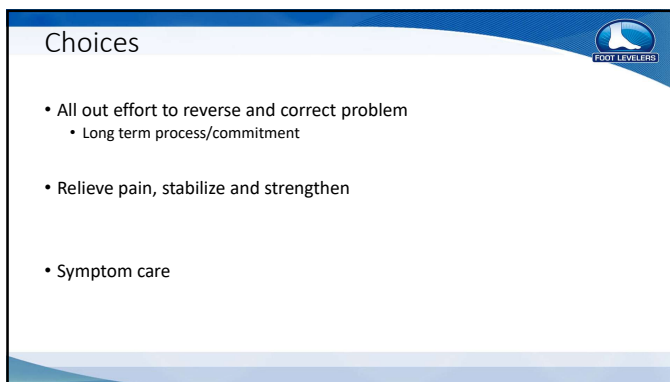 Choices
FOOT LEVELERS
• All out effort to reverse and correct problem
• Long term process/commitment
• Relieve pain, stabilize and strengthen
• Symptom care